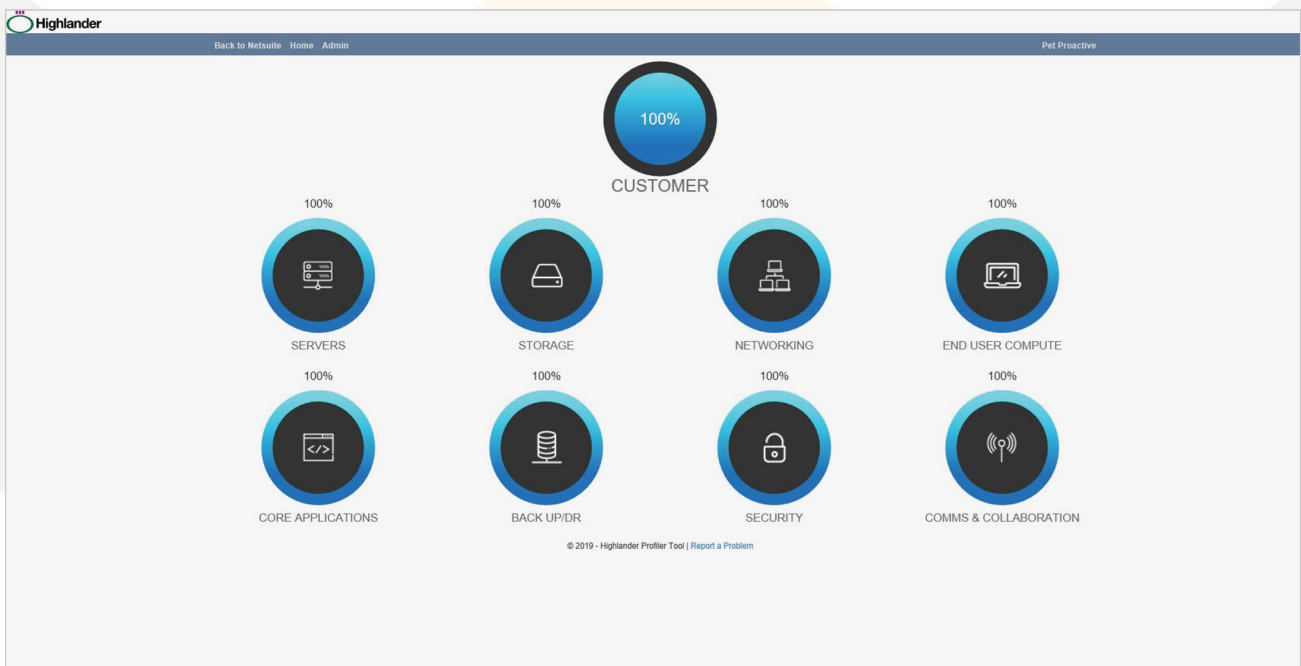 Highlander
Back to Netsuite Home Admin Pet Proactive
100%
CUSTOMER
100% 100% 100% 100%
SERVERS STORAGE NETWORKING END USER COMPUTE
100% 100% 100% 100%
</>
CORE APPLICATIONS BACK UP/DR SECURITY COMMS & COLLABORATION
© 2019 - Highlander Profiler Tool | Report a Problem